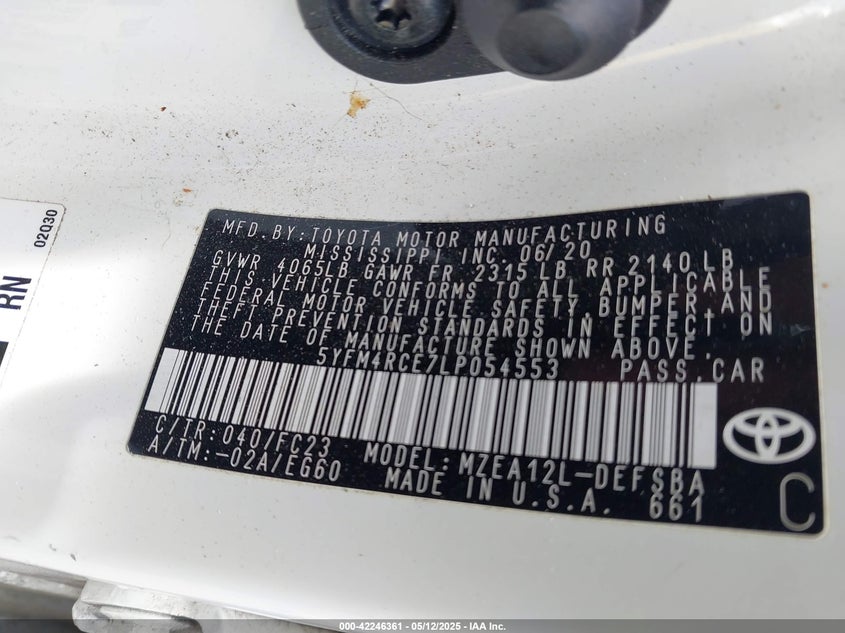 02Q30
RN
MFD. BY: TOYOTA MOTOR MANUFACTURING
MISSISSIPPI INC. 06/20
GVWR 4065LB GAWR FR 2315 LB RR 2140LB
THIS VEHICLE CONFORMS TO ALL APPLICABLE
FEDERAL MOTOR VEHICLE SAFETY, BUMPER, AND
THEFT PREVENTION STANDARDS IN EFFECT ON
THE DATE OF MANUFACTURE SHOWN ABOVE.
5YFM4RCE7LP054553 PASS. CAR
C/TR: 040/FC23 MODEL: MZEA12L-DEFSBA
A/TM: -02A/EG60 MADE IN U.S.A. 661
C
000-42246361 - 05/12/2025 - IAA Inc.